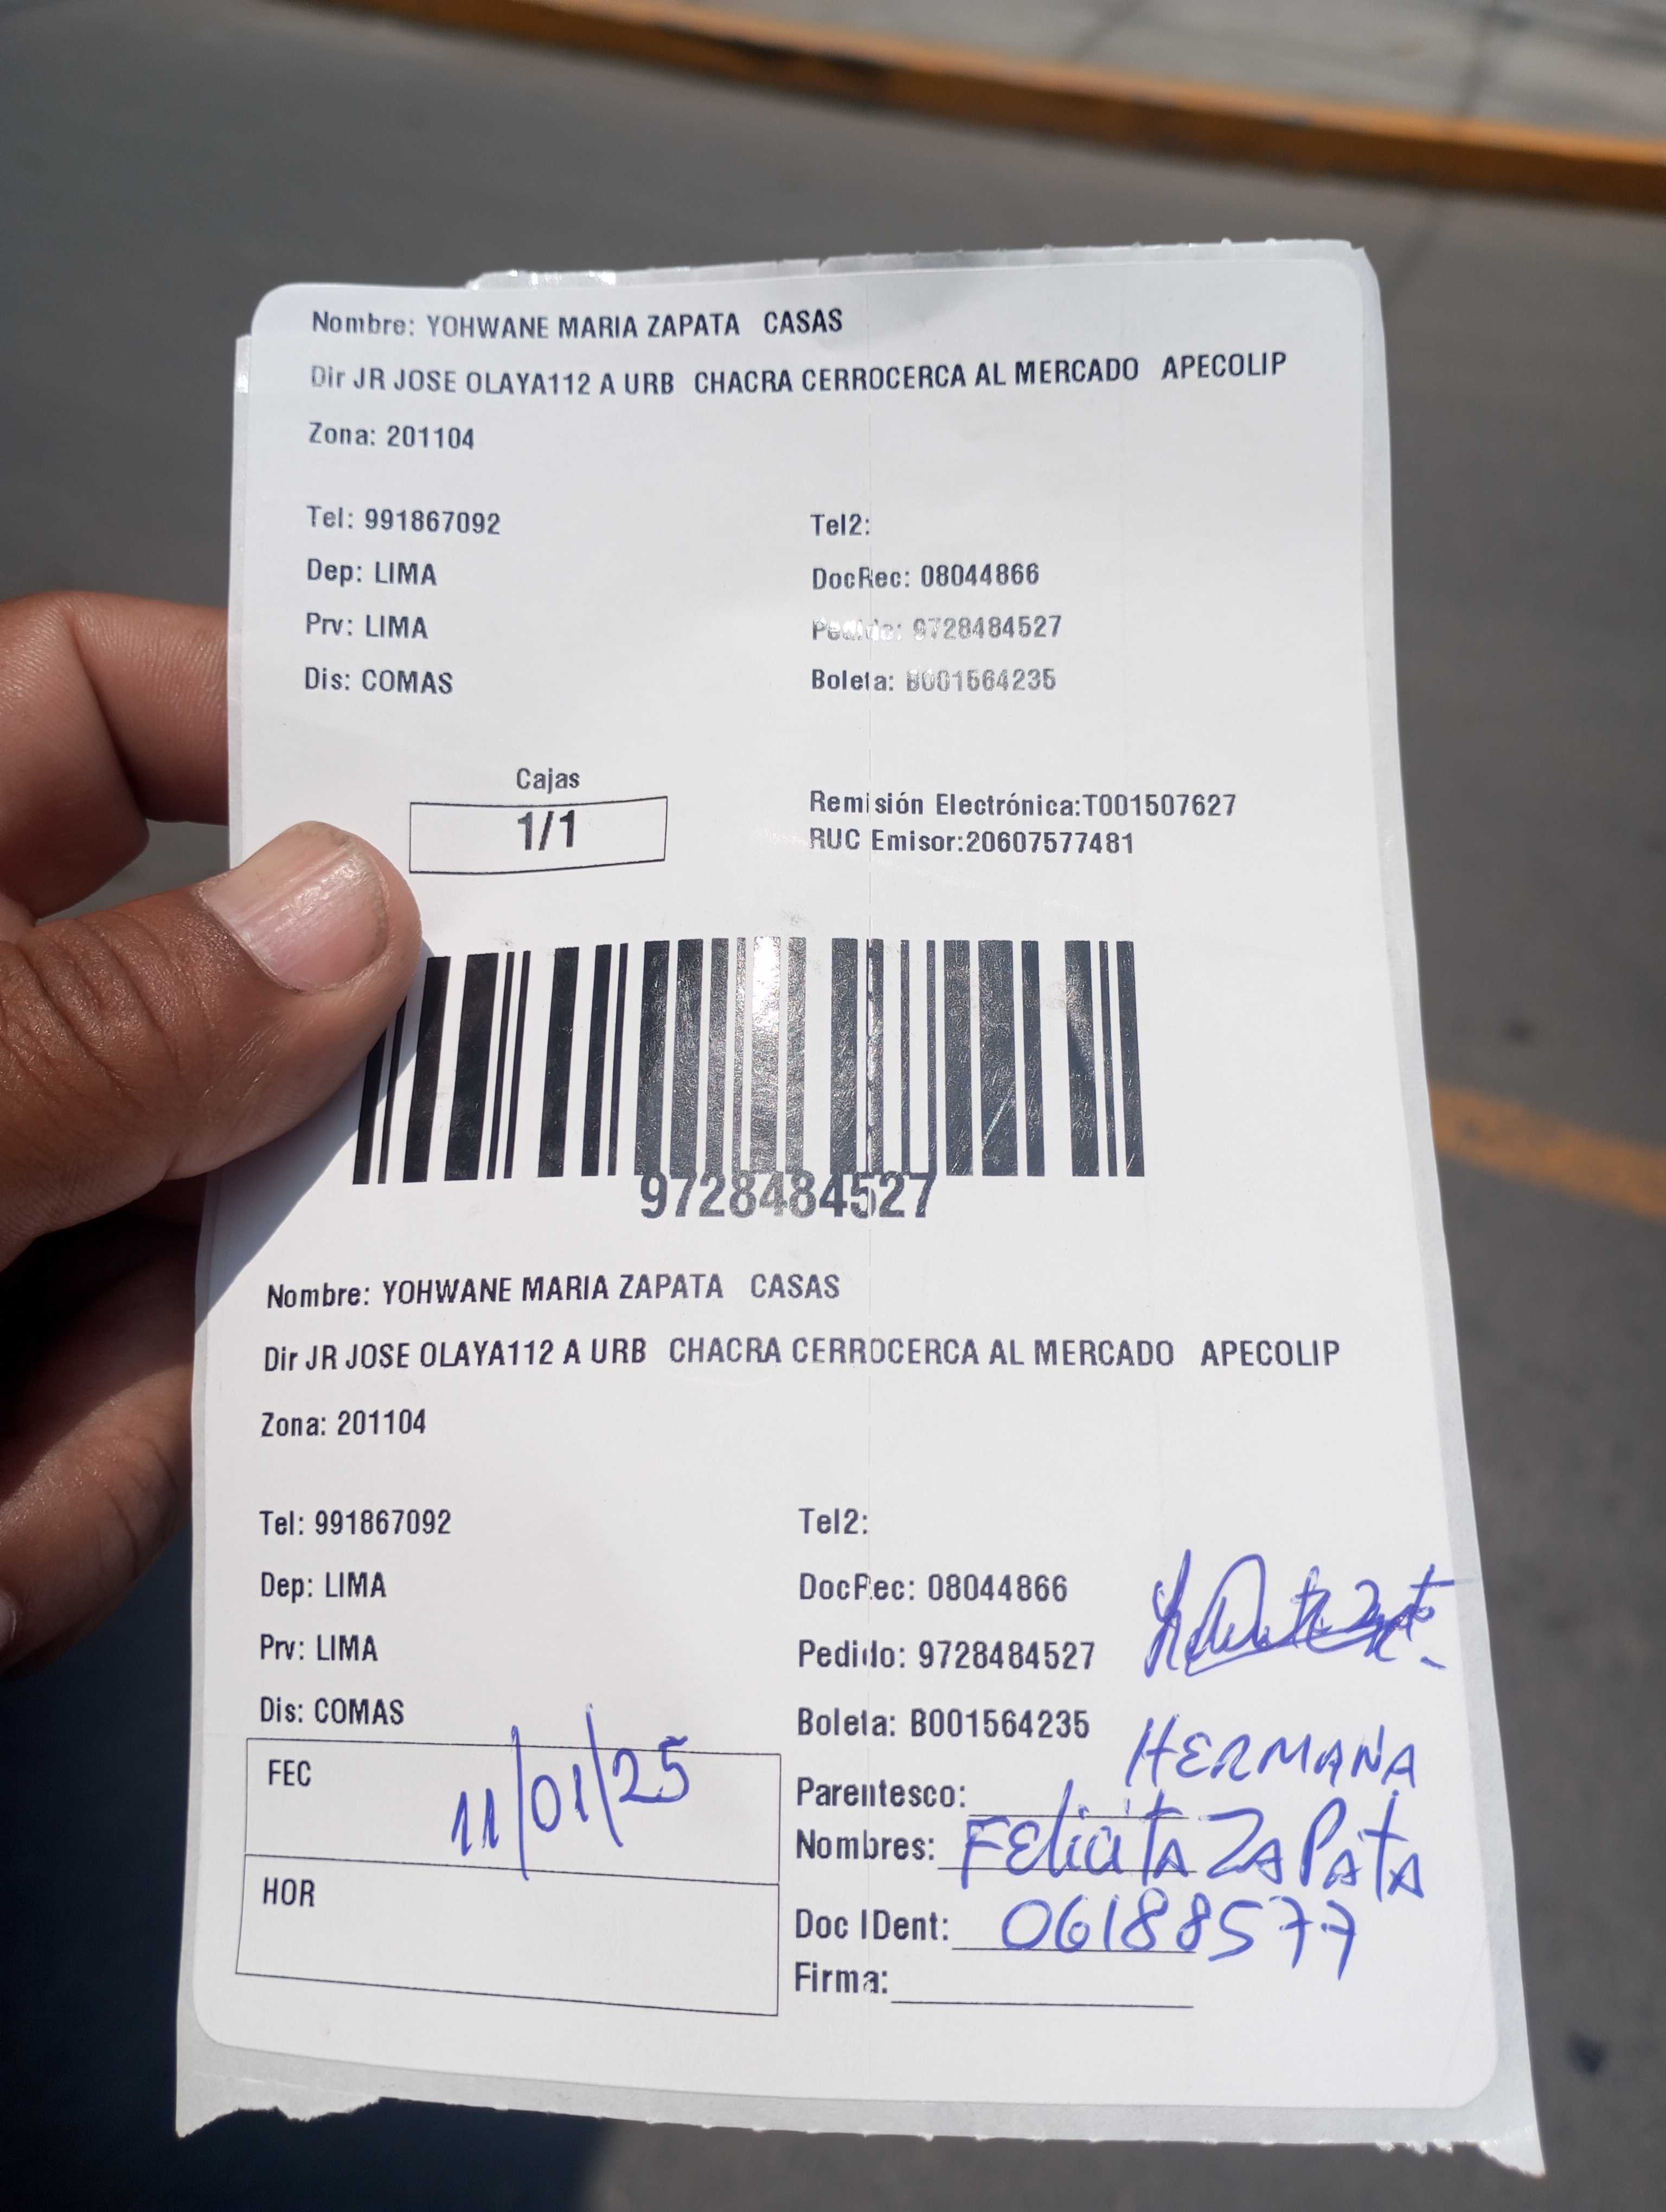 Nombre: YOHWANE MARIA ZAPATA CASAS
Dir JR JOSE OLAYA112 A URB CHACRA CERROCERCA AL MERCADO APECOLIP
Zona: 201104
Tel: 991867092 Tel2:
Dep: LIMA DocRec: 08044866
Prv: LIMA Pedido: 9728484527
Dis: COMAS Boleta: B001564235
Cajas
1/1
Remisión Electrónica:T001507627
RUC Emisor:20607577481
9728484527
Nombre: YOHWANE MARIA ZAPATA CASAS
Dir JR JOSE OLAYA112 A URB CHACRA CERROCERCA AL MERCADO APECOLIP
Zona: 201104
Tel: 991867092 Tel2:
Dep: LIMA DocRec: 08044866
Prv: LIMA Pedido: 9728484527
Dis: COMAS Boleta: B001564235
FEC 11/01/25
HOR
Parentesco: HERMANA
Nombres: FElicitA ZAPAtA
Doc IDent: 06188577
Firma: